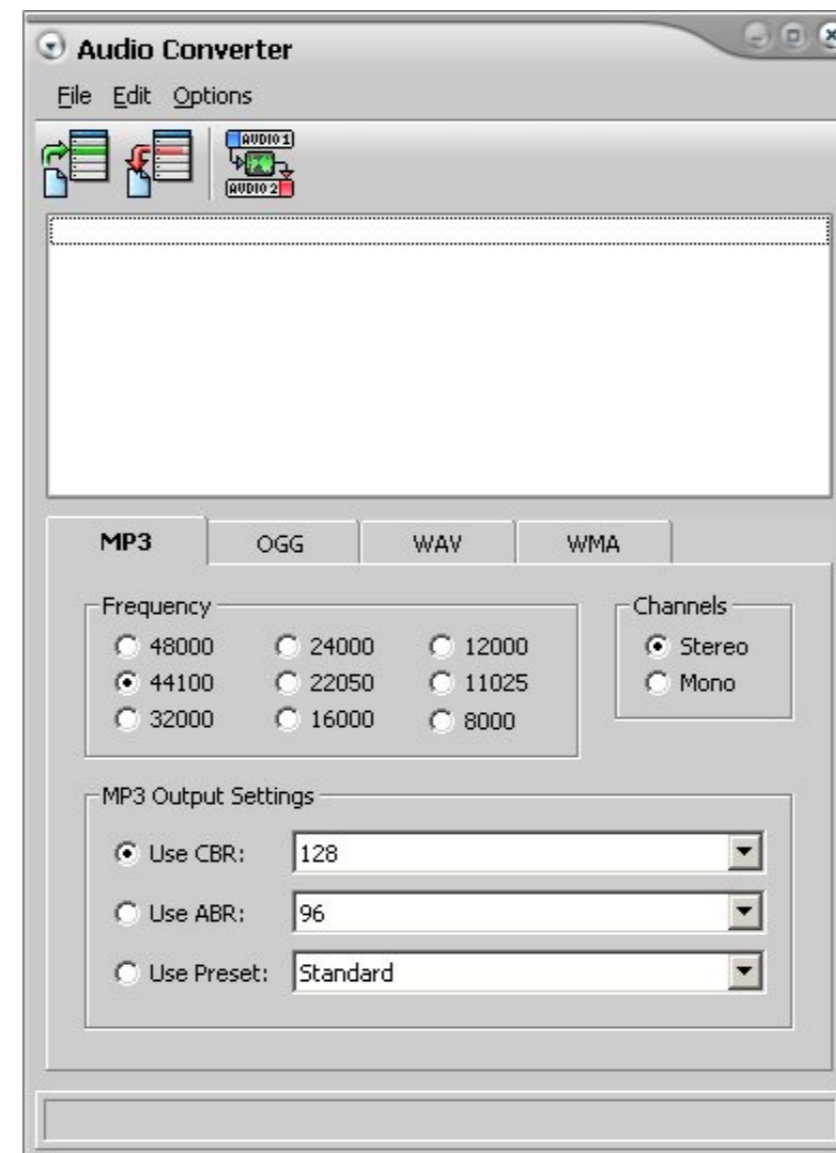 Audio Converter
File Edit Options
AUDIO 1
AUDIO 2
MP3 OGG WAV WMA
Frequency Channels
48000 24000 12000 Stereo
44100 22050 11025 Mono
32000 16000 8000
MP3 Output Settings
Use CBR: 128
Use ABR: 96
Use Preset: Standard